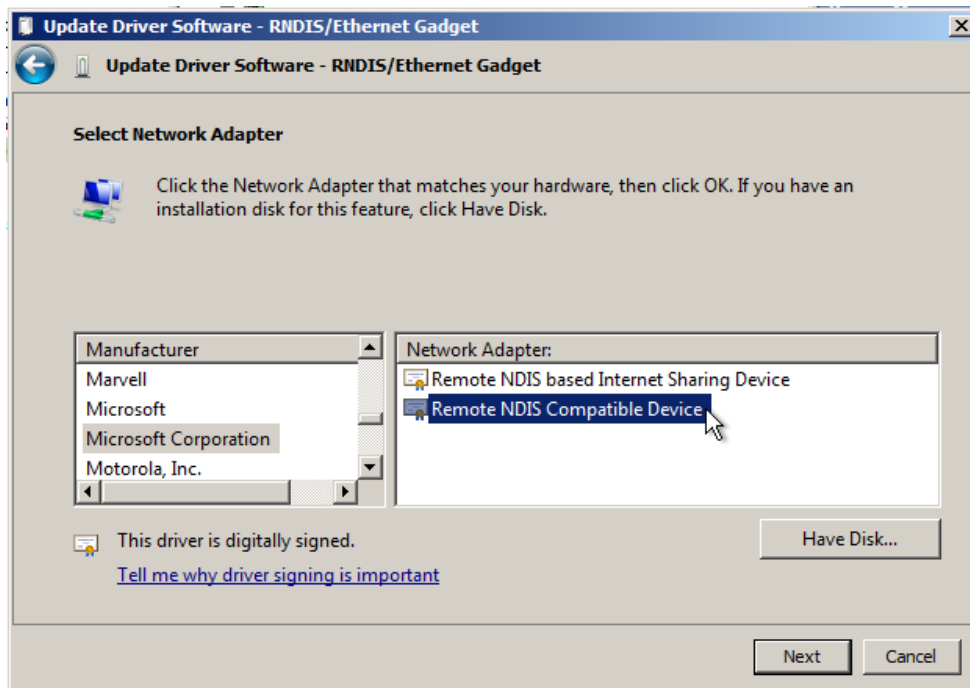 Update Driver Software - RNDIS/Ethernet Gadget
Update Driver Software - RNDIS/Ethernet Gadget
Select Network Adapter
Click the Network Adapter that matches your hardware, then click OK. If you have an
installation disk for this feature, click Have Disk.
Manufacturer
Marvell
Microsoft
Microsoft Corporation
Motorola, Inc.
Network Adapter:
Remote NDIS based Internet Sharing Device
Remote NDIS Compatible Device
This driver is digitally signed.
Have Disk...
Tell me why driver signing is important
Next
Cancel